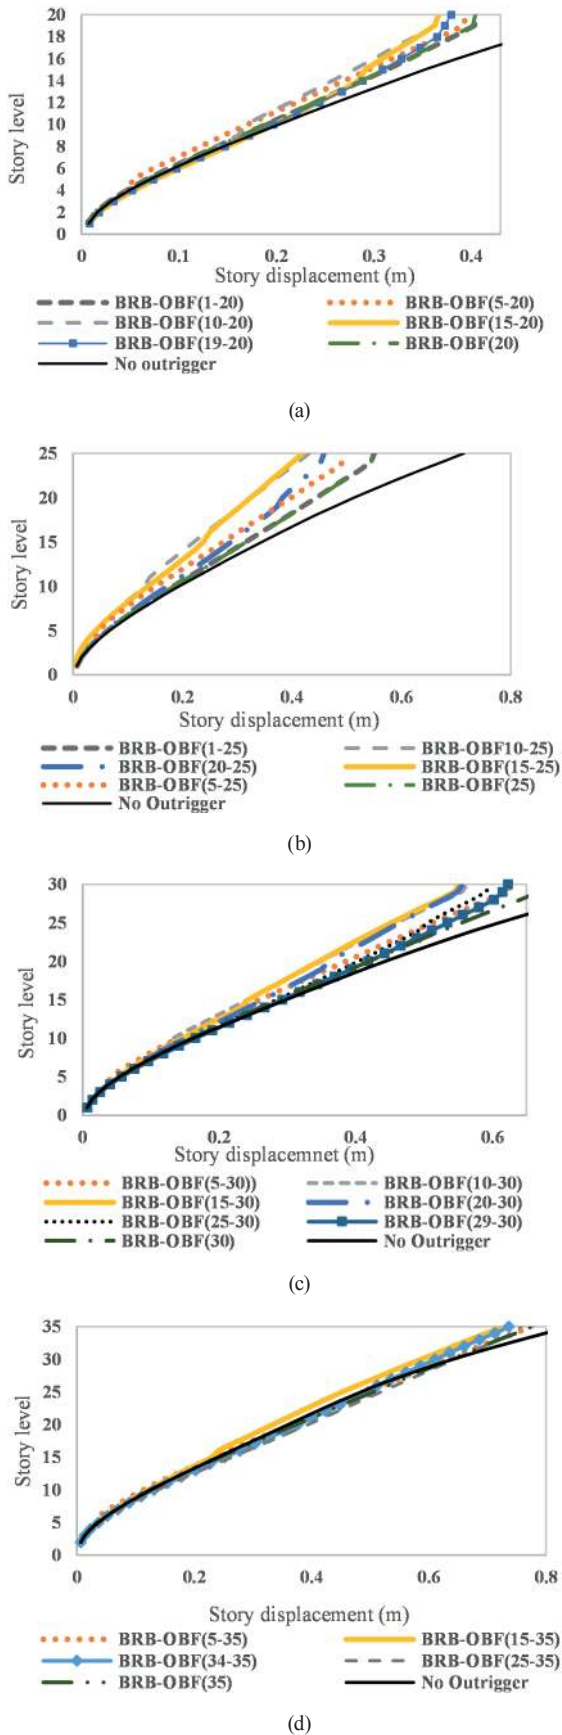 20
18
16
14
12
10
8
6
4
2
0
Story level
0 0.1 0.2 0.3 0.4
Story displacement (m)
BRB-OBF(1-20) BRB-OBF(5-20)
BRB-OBF(10-20) BRB-OBF(15-20)
BRB-OBF(19-20) BRB-OBF(20)
No outrigger
(a)
25
20
15
10
5
0
Story level
0 0.2 0.4 0.6 0.8
Story displacement (m)
BRB-OBF(1-25) BRB-OBF10-25)
BRB-OBF(20-25) BRB-OBF(15-25)
BRB-OBF(5-25) BRB-OBF(25)
No Outrigger
(b)
30
25
20
15
10
5
0
Story level
0 0.2 0.4 0.6
Story displacemnet (m)
BRB-OBF(5-30)) BRB-OBF(10-30)
BRB-OBF(15-30) BRB-OBF(20-30)
BRB-OBF(25-30) BRB-OBF(29-30)
BRB-OBF(30) No Outrigger
(c)
35
30
25
20
15
10
5
0
Story level
0 0.2 0.4 0.6 0.8
Story displacement (m)
BRB-OBF(5-35) BRB-OBF(15-35)
BRB-OBF(34-35) BRB-OBF(25-35)
BRB-OBF(35) No Outrigger
(d)